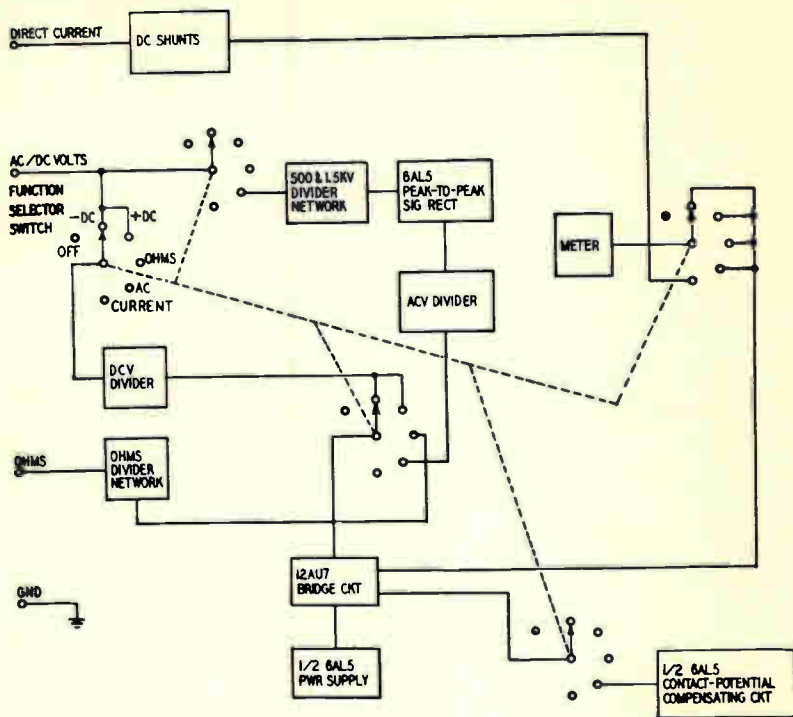 DIRECT CURRENT
DC SHUNTS
AC/DC VOLTS
FUNCTION
SELECTOR
SWITCH
-DC
+DC
OFF
OHMS
AC
CURRENT
500 & 1.5KV
DIVIDER
NETWORK
6AL5
PEAK-TO-PEAK
SIG RECT
METER
ACV DIVIDER
DCV
DIVIDER
OHMS
OHMS
DIVIDER
NETWORK
12AU7
BRIDGE CKT
GND
1/2 6AL5
PWR SUPPLY
1/2 6AL5
CONTACT-POTENTIAL
COMPENSATING CKT